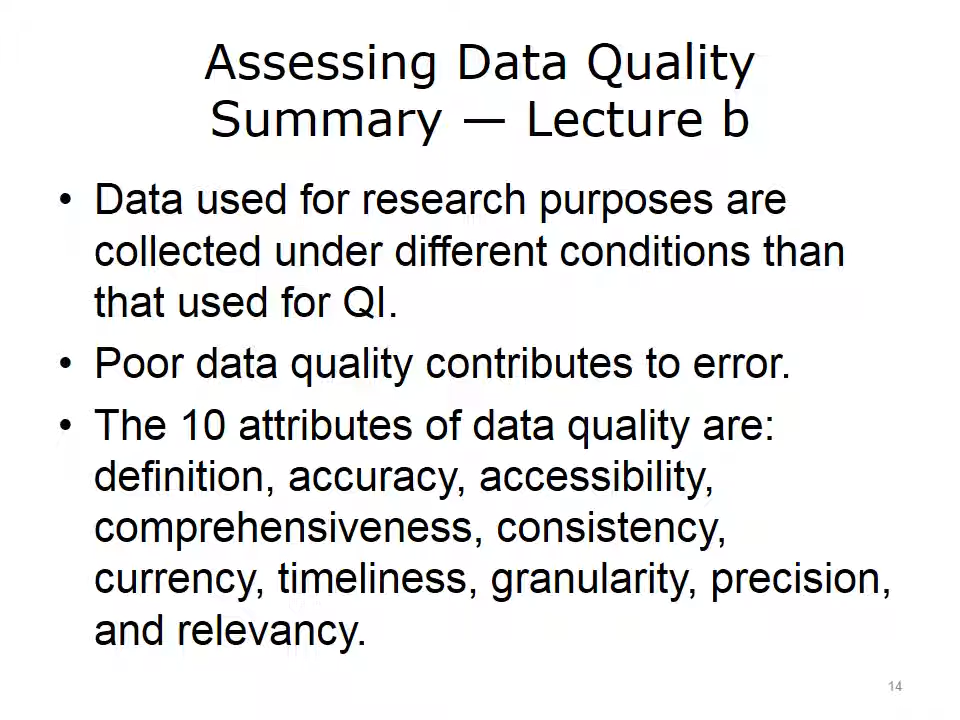 Assessing Data Quality
Summary — Lecture b
• Data used for research purposes are
collected under different conditions than
that used for QI.
• Poor data quality contributes to error.
• The 10 attributes of data quality are:
definition, accuracy, accessibility,
comprehensiveness, consistency,
currency, timeliness, granularity, precision,
and relevancy.
14